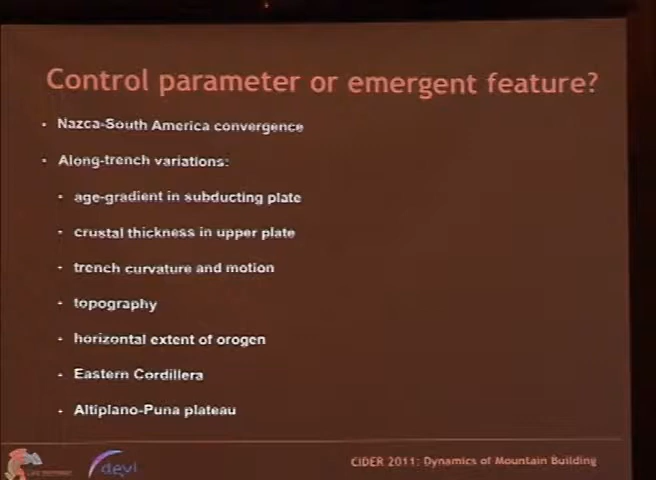 Control parameter or emergent feature?
• Nazca-South America convergence
• Along-trench variations:
• age-gradient in subducting plate
• crustal thickness in upper plate
• trench curvature and motion
• topography
• horizontal extent of orogen
• Eastern Cordillera
• Altiplano-Puna plateau
devi
CIDER 2011: Dynamics of Mountain Building